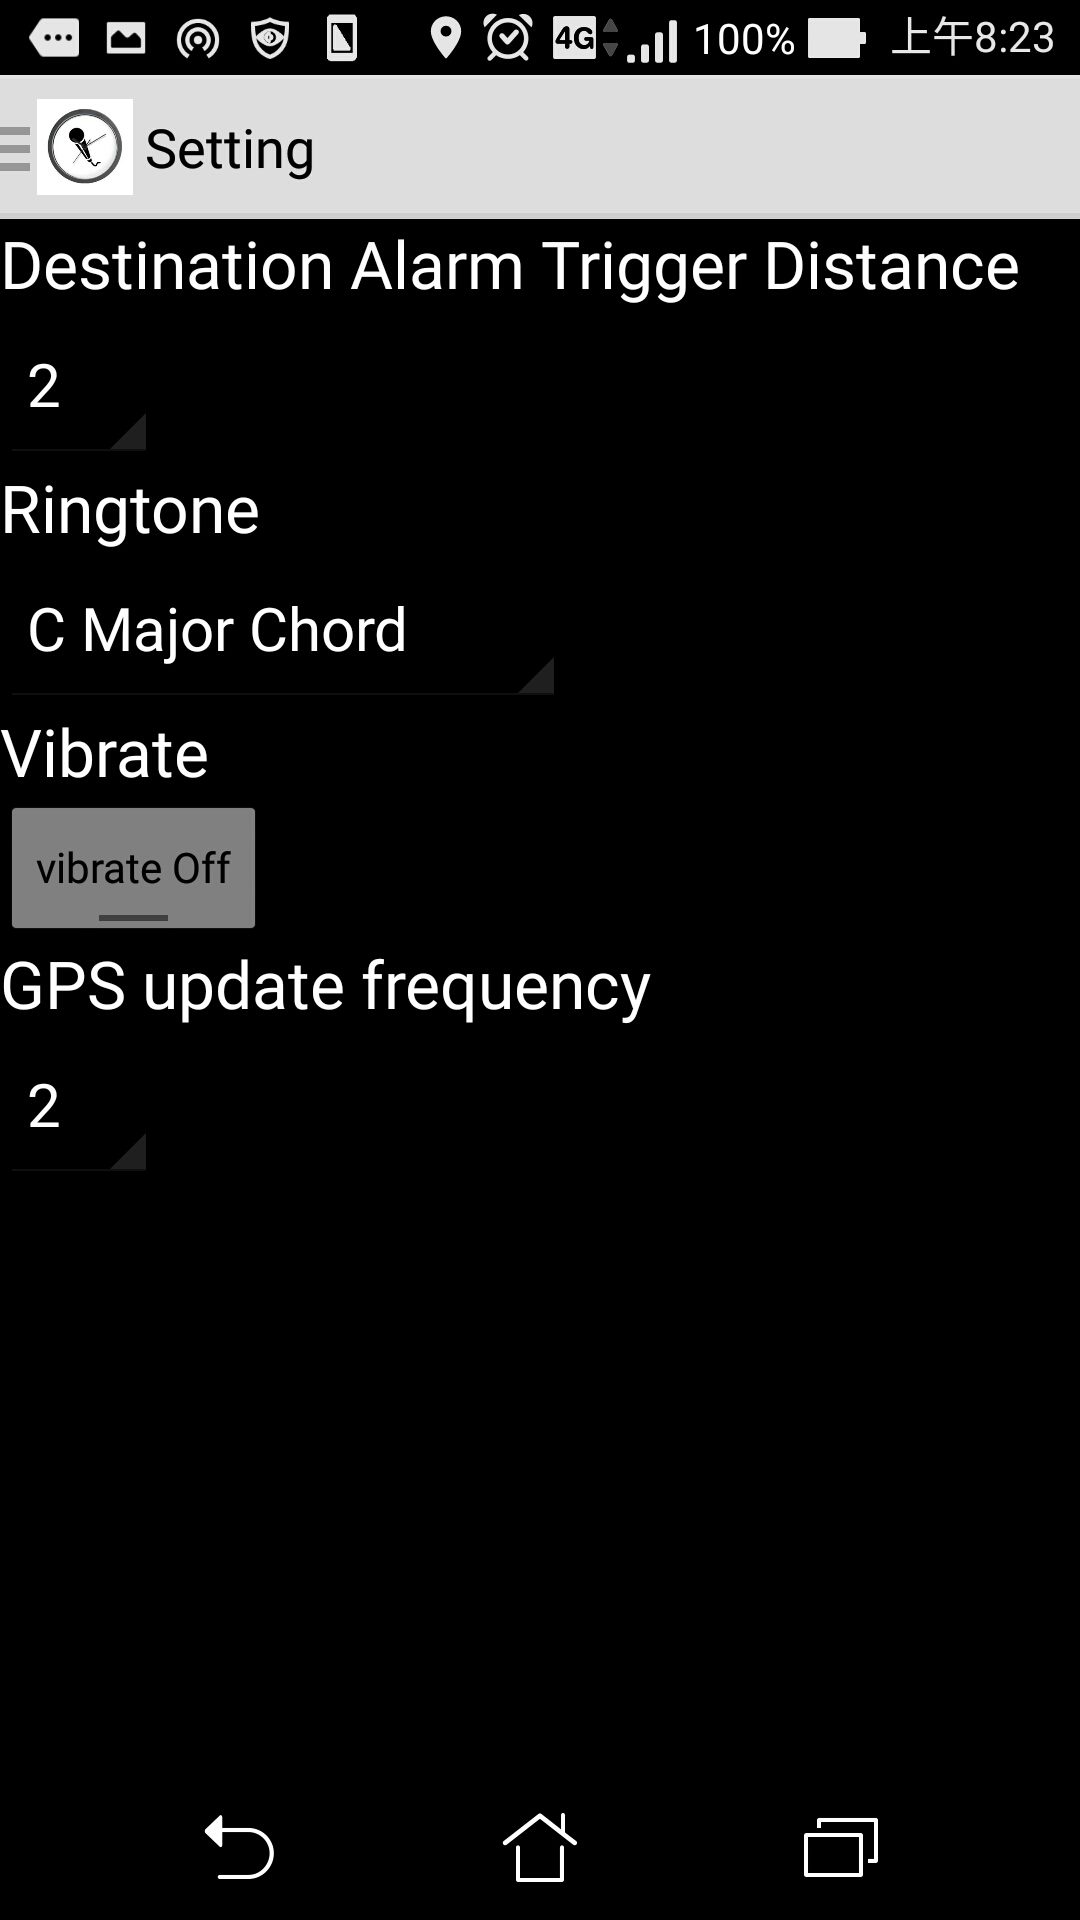 4G 100% 上午8:23
Setting
Destination Alarm Trigger Distance
2
Ringtone
C Major Chord
Vibrate
vibrate Off
GPS update frequency
2